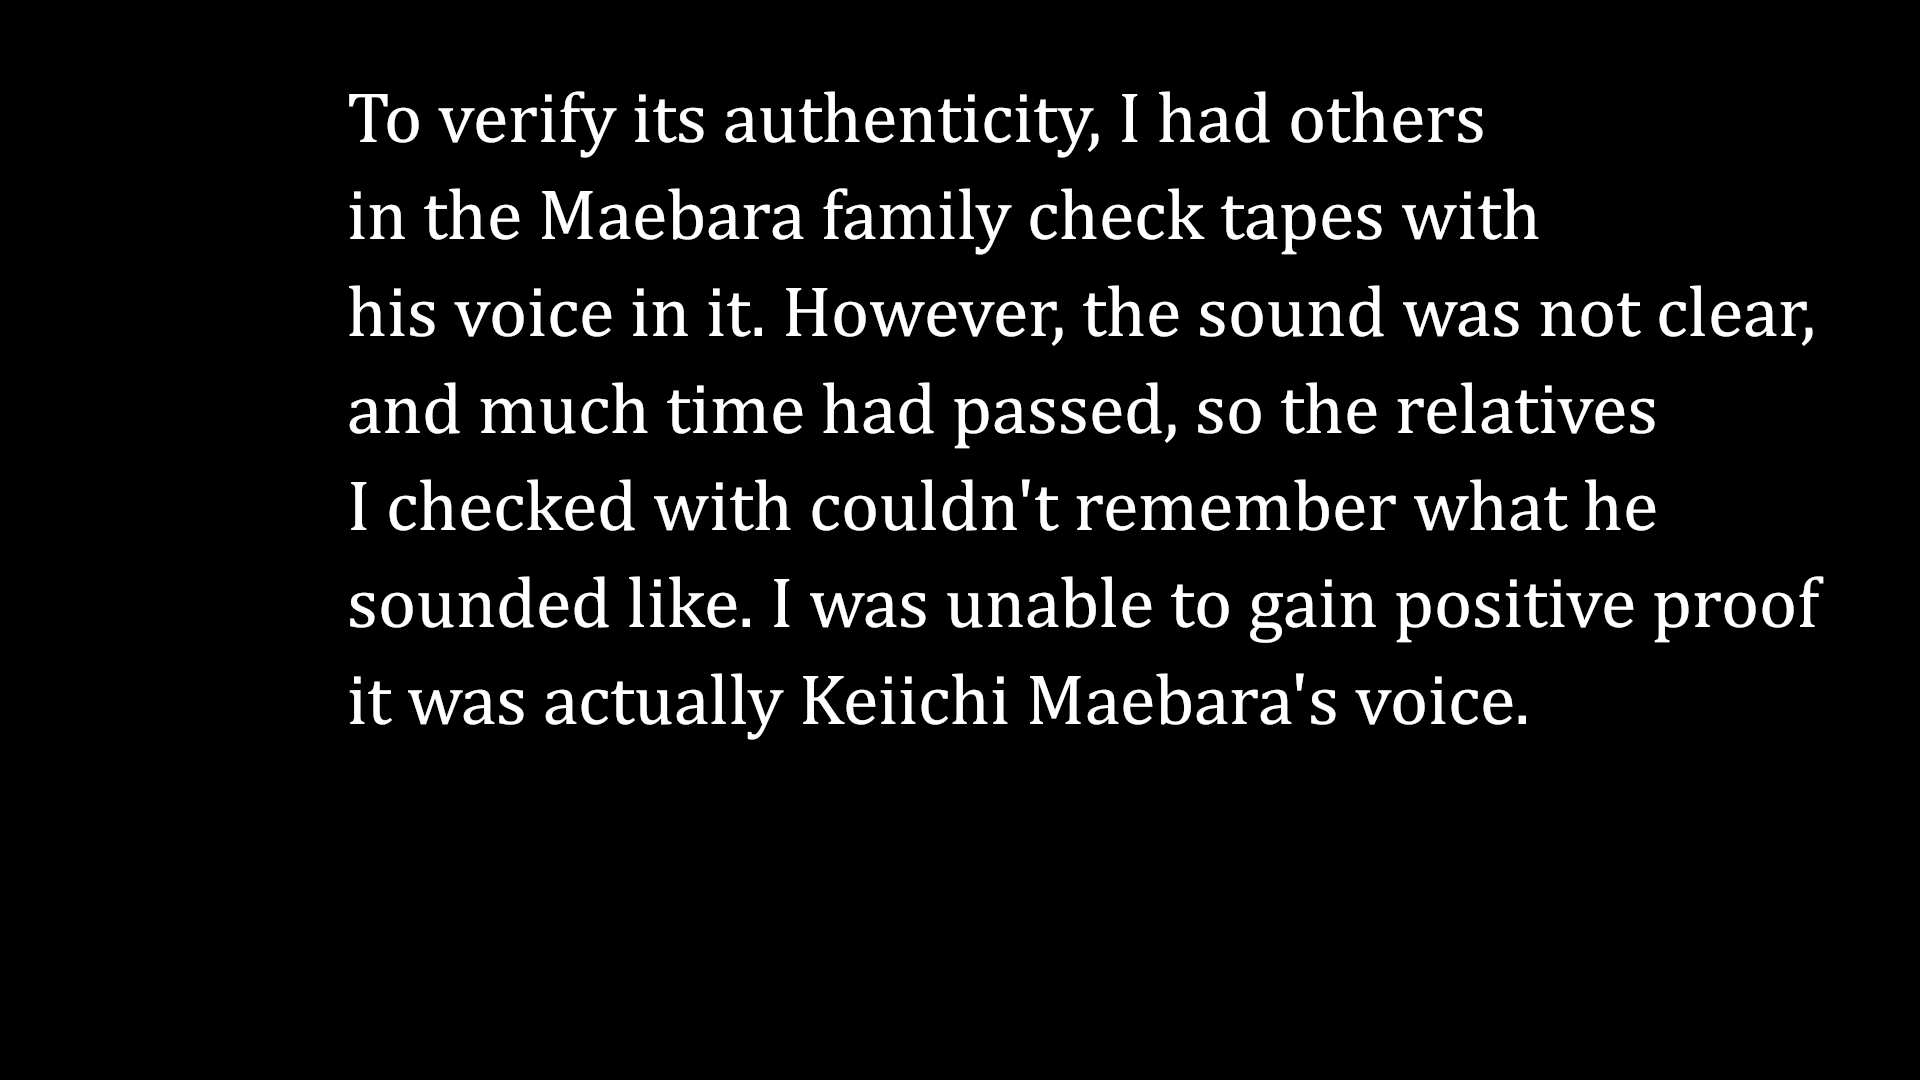 To verify its authenticity, I had others
in the Maebara family check tapes with
his voice in it. However, the sound was not clear,
and much time had passed, so the relatives
I checked with couldn't remember what he
sounded like. I was unable to gain positive proof
it was actually Keiichi Maebara's voice.